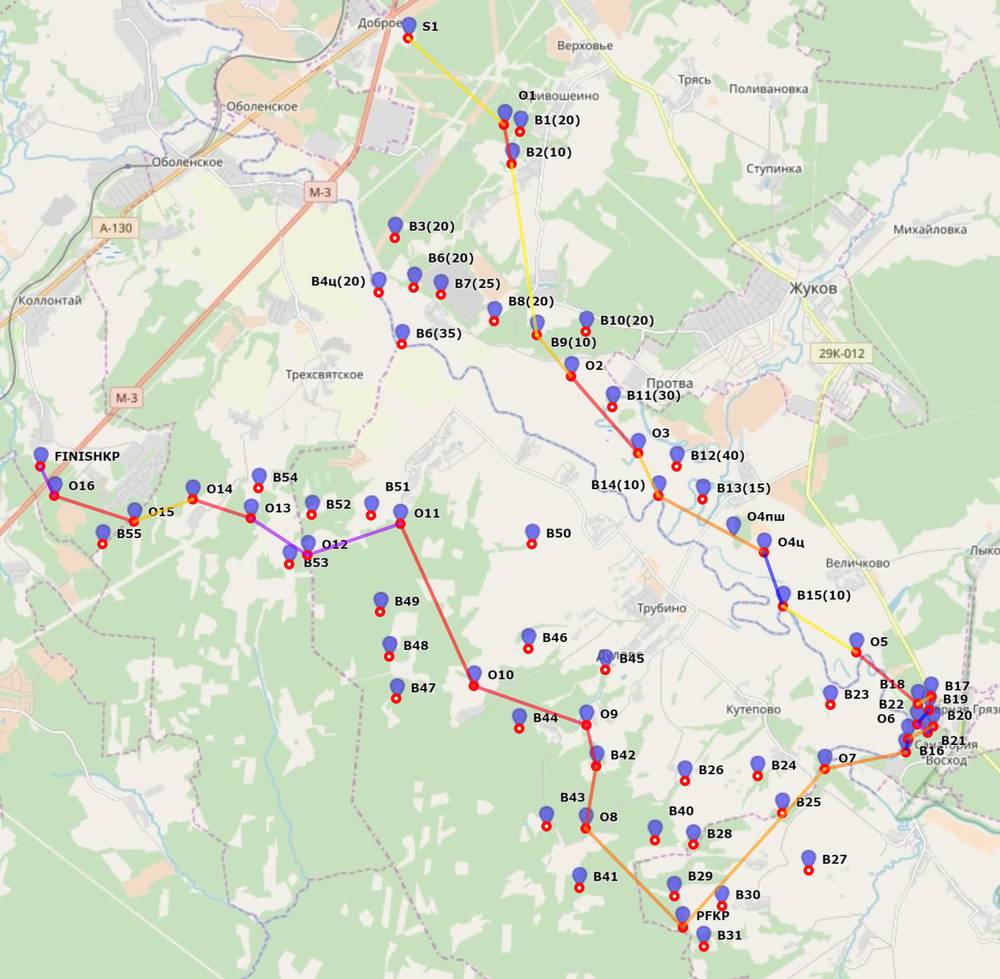 Доброе
S1
Верховье
Трясь
Поливановка
O1
Оболенское
B1(20)
B2(10)
Оболенское
Ступинка
М-3
А-130
B3(20)
Михайловка
B6(20)
B4ц(20)
B7(25)
Жуков
Коллонтай
B8(20)
B10(20)
B6(35)
B9(10)
29К-012
O2
Трехсвятское
Протва
М-3
B11(30)
O3
FINISHKP
B12(40)
B54
O16
O14
B51
B14(10)
B13(15)
B52
O13
O11
O15
O4пш
B55
B50
O12
O4ц
B53
Величково
B15(10)
B49
Трубино
B46
O5
B48
B45
O10
B18
B17
B47
B23
B19
B22
Кутепово
O9
B44
O6
B20
B21
B16
Восход
B42
O7
B26
B24
B43
B25
O8
B40
B28
B27
B41
B29
B30
PFKP
B31